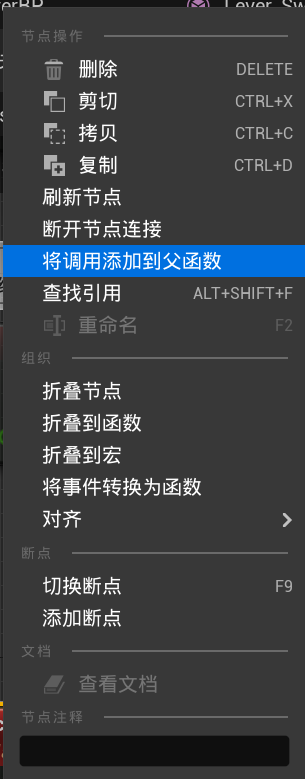 节点操作
删除 DELETE
剪切 CTRL+X
拷贝 CTRL+C
复制 CTRL+D
刷新节点
断开节点连接
将调用添加到父函数
查找引用 ALT+SHIFT+F
重命名 F2
组织
折叠节点
折叠到函数
折叠到宏
将事件转换为函数
对齐
断点
切换断点 F9
添加断点
文档
查看文档
节点注释